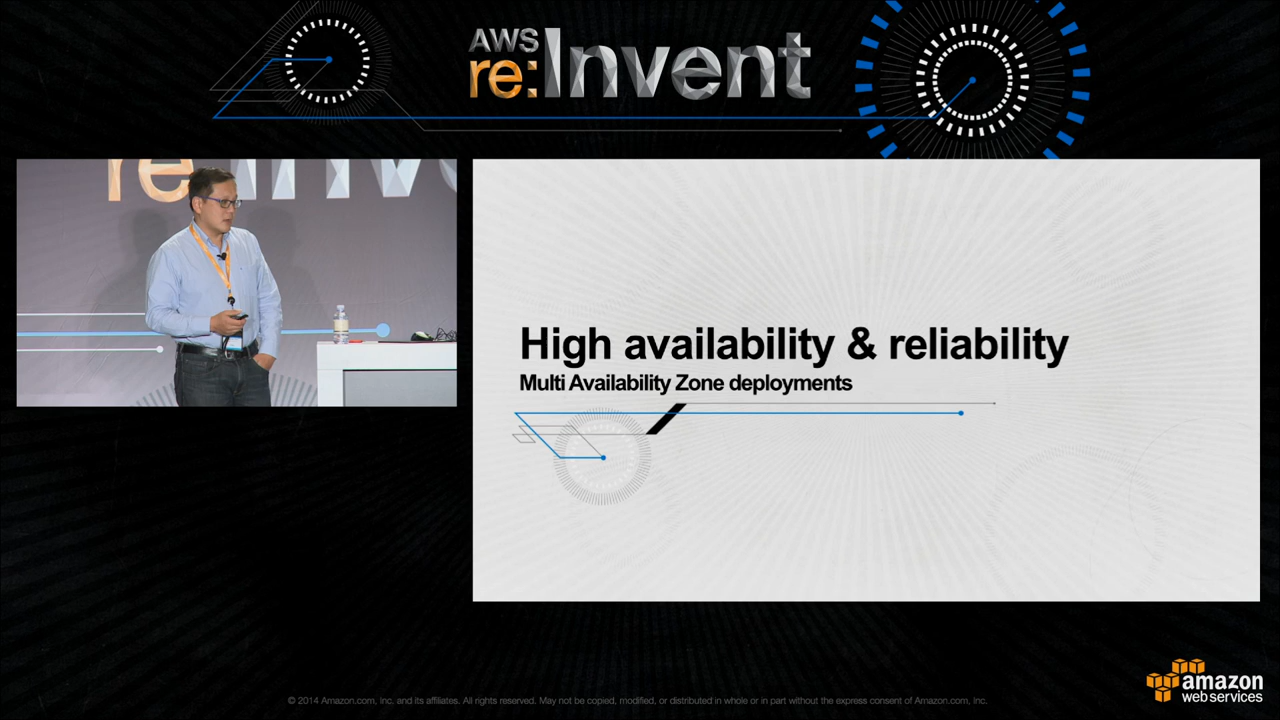 AWS
re:Invent
re:Inv
High availability & reliability
Multi Availability Zone deployments
amazon
web services
© 2014 Amazon.com, inc. and its affiliates. All rights reserved. May not be copied, modified, or distributed in whole or in part without the express consent of Amazon.com, inc.